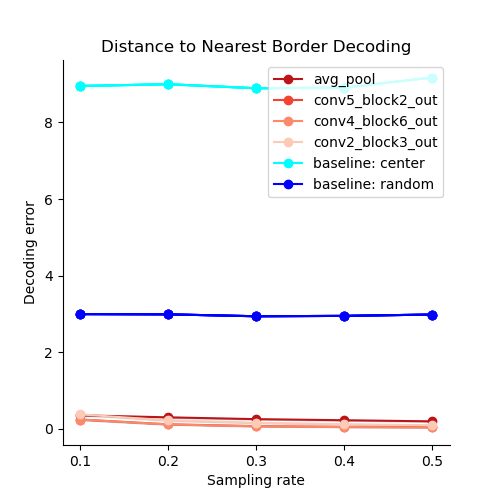 Distance to Nearest Border Decoding
avg_pool
conv5_block2_out
conv4_block6_out
conv2_block3_out
baseline: center
baseline: random
Decoding error
8
6
4
2
0
0.1 0.2 0.3 0.4 0.5
Sampling rate